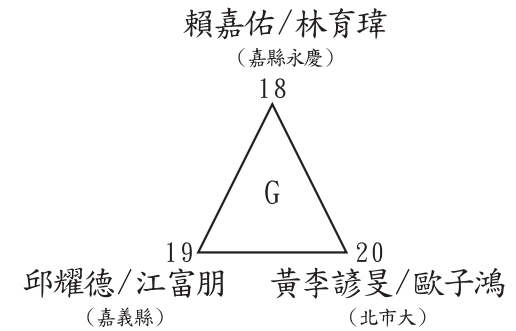 賴嘉佑/林育瑋
（嘉縣永慶）
18
G
19 20
邱耀德/江富朋 黃李諺旻/歐子鴻
（嘉義縣） （北市大）